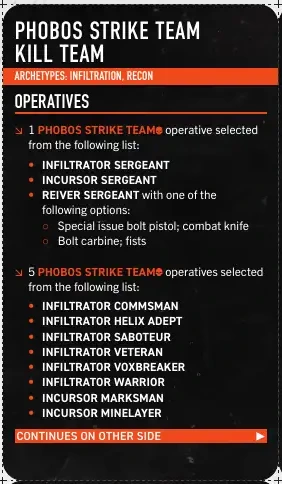 PHOBOS STRIKE TEAM
KILL TEAM
ARCHETYPES: INFILTRATION, RECON
OPERATIVES
↘ 1 PHOBOS STRIKE TEAM operative selected
from the following list:
• INFILTRATOR SERGEANT
• INCURSOR SERGEANT
• REIVER SERGEANT with one of the
following options:
○ Special issue bolt pistol; combat knife
○ Bolt carbine; fists
↘ 5 PHOBOS STRIKE TEAM operatives selected
from the following list:
• INFILTRATOR COMMSMAN
• INFILTRATOR HELIX ADEPT
• INFILTRATOR SABOTEUR
• INFILTRATOR VETERAN
• INFILTRATOR VOXBREAKER
• INFILTRATOR WARRIOR
• INCURSOR MARKSMAN
• INCURSOR MINELAYER
CONTINUES ON OTHER SIDE ▶